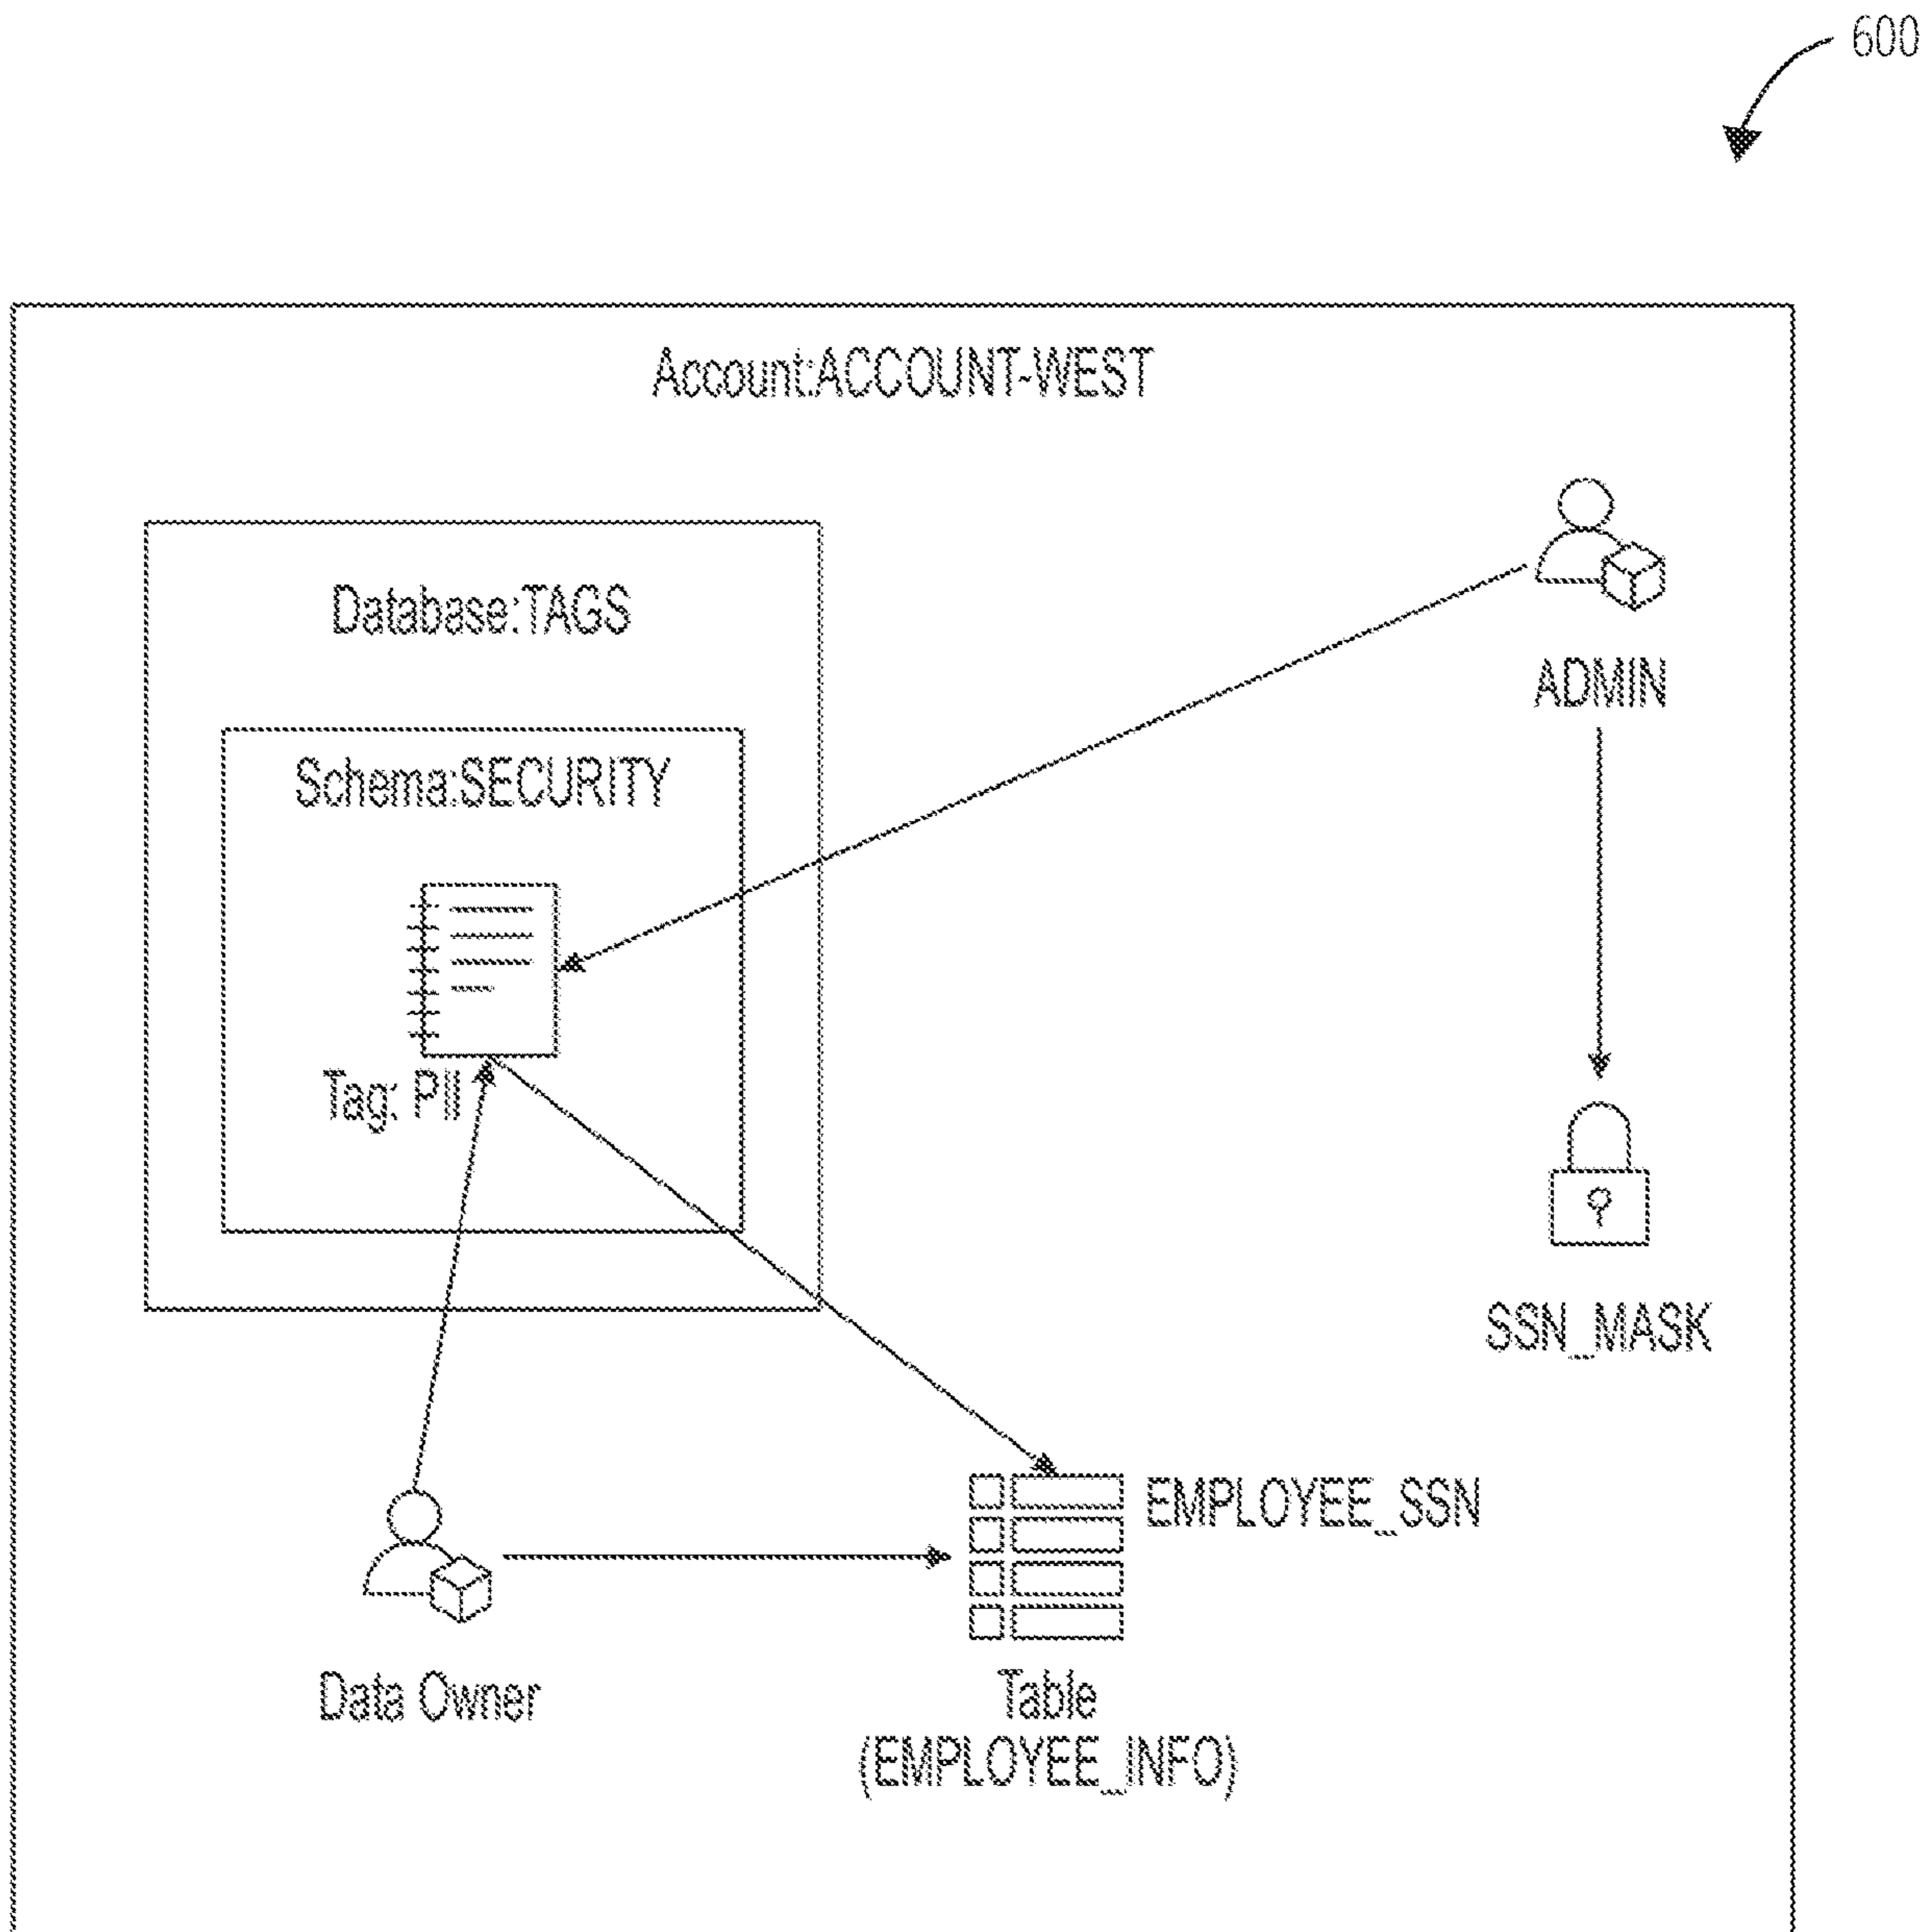 600
Account:ACCOUNT-WEST
Database:TAGS
ADMIN
Schema:SECURITY
Tag: PII
SSN_MASK
EMPLOYEE_SSN
Data Owner
Table
(EMPLOYEE_INFO)